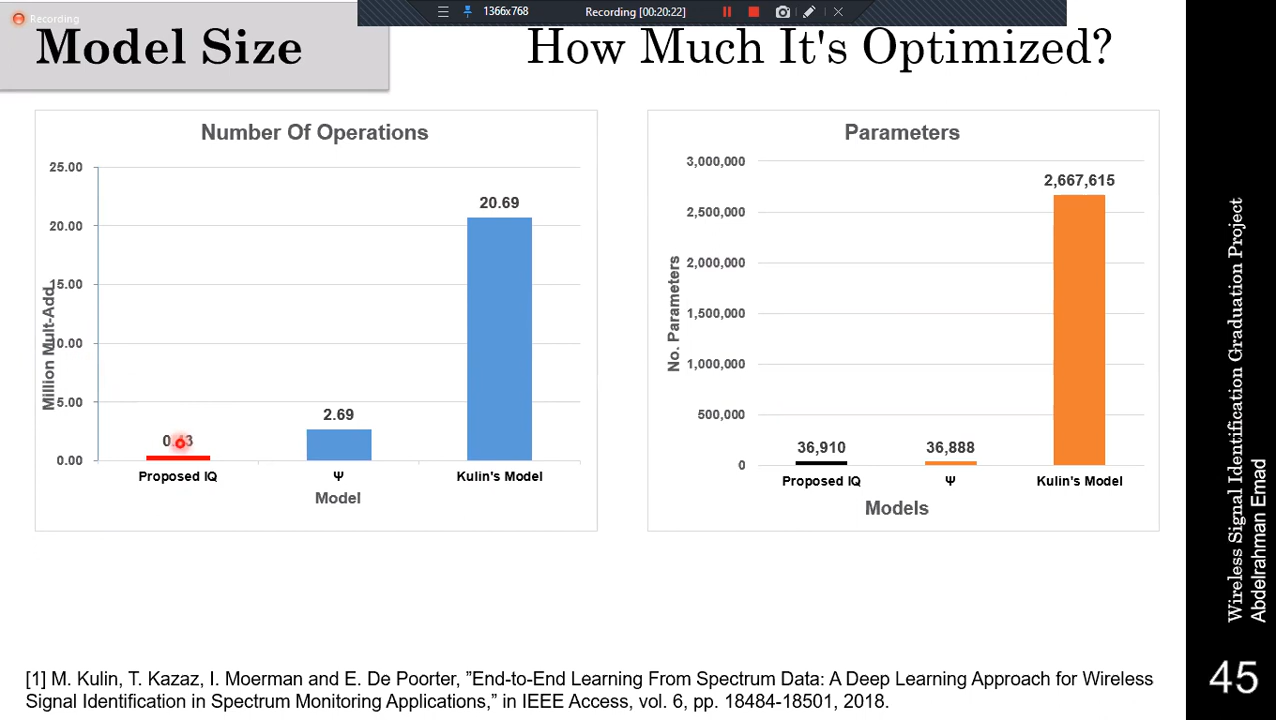 Recording
1366x768
Recording [00:20:22]
Model Size
How Much It's Optimized?
Number Of Operations
25.00
20.00
15.00
10.00
5.00
0.00
Million Mult-Add
2.69
20.69
Proposed IQ
Ψ
Kulin's Model
Model
Parameters
3,000,000
2,500,000
2,000,000
1,500,000
1,000,000
500,000
0
No. Parameters
36,910
36,888
2,667,615
Proposed IQ
Ψ
Kulin's Model
Models
Wireless Signal Identification Graduation Project
Abdelrahman Emad
45
[1] M. Kulin, T. Kazaz, I. Moerman and E. De Poorter, ”End-to-End Learning From Spectrum Data: A Deep Learning Approach for Wireless
Signal Identification in Spectrum Monitoring Applications,” in IEEE Access, vol. 6, pp. 18484-18501, 2018.